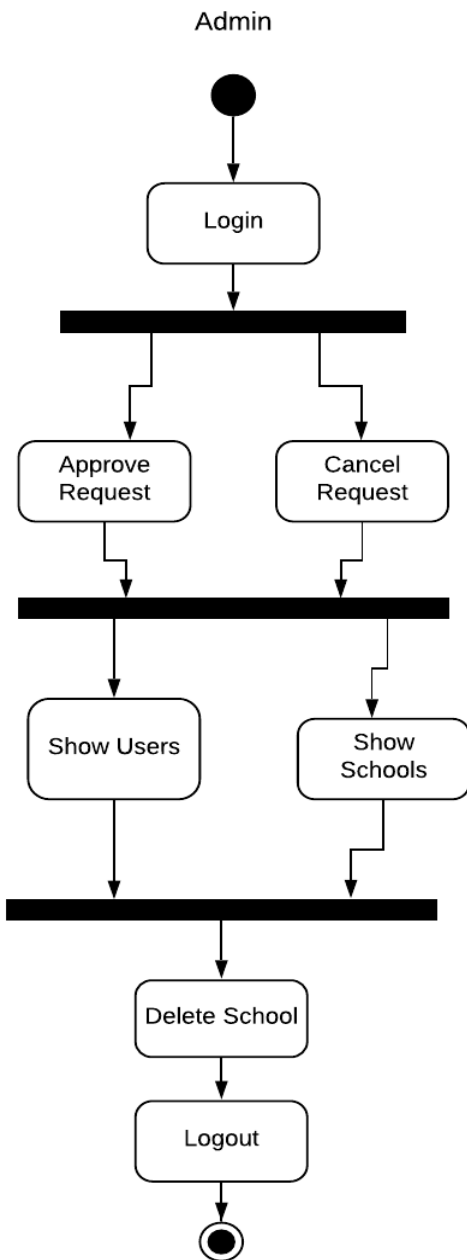 Admin
Login
Approve
Request
Cancel
Request
Show Users
Show
Schools
Delete School
Logout